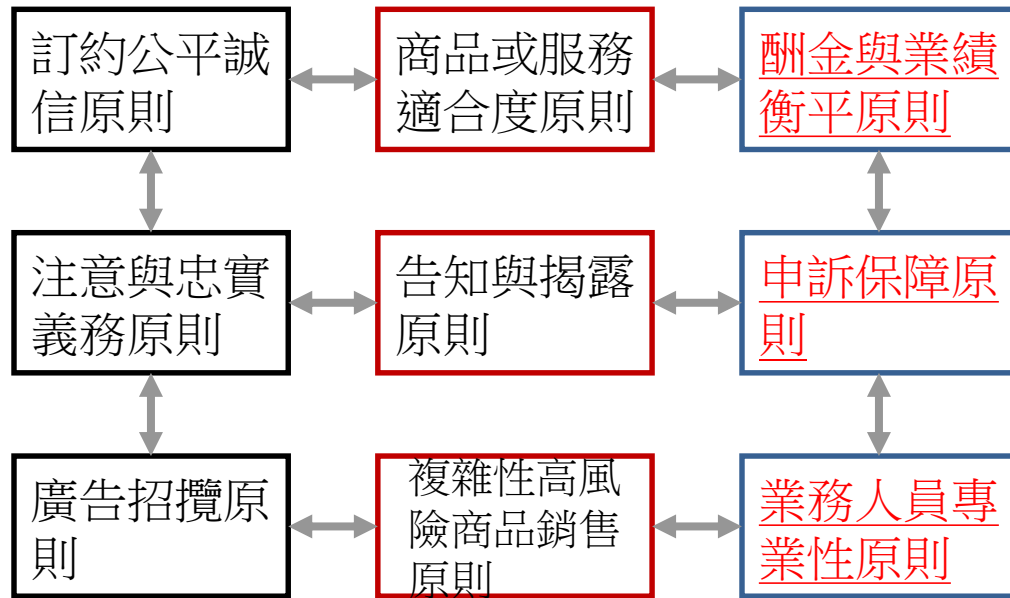 訂約公平誠
信原則
商品或服務
適合度原則
酬金與業績
衡平原則
注意與忠實
義務原則
告知與揭露
原則
申訴保障原
則
廣告招攬原
則
複雜性高風
險商品銷售
原則
業務人員專
業性原則